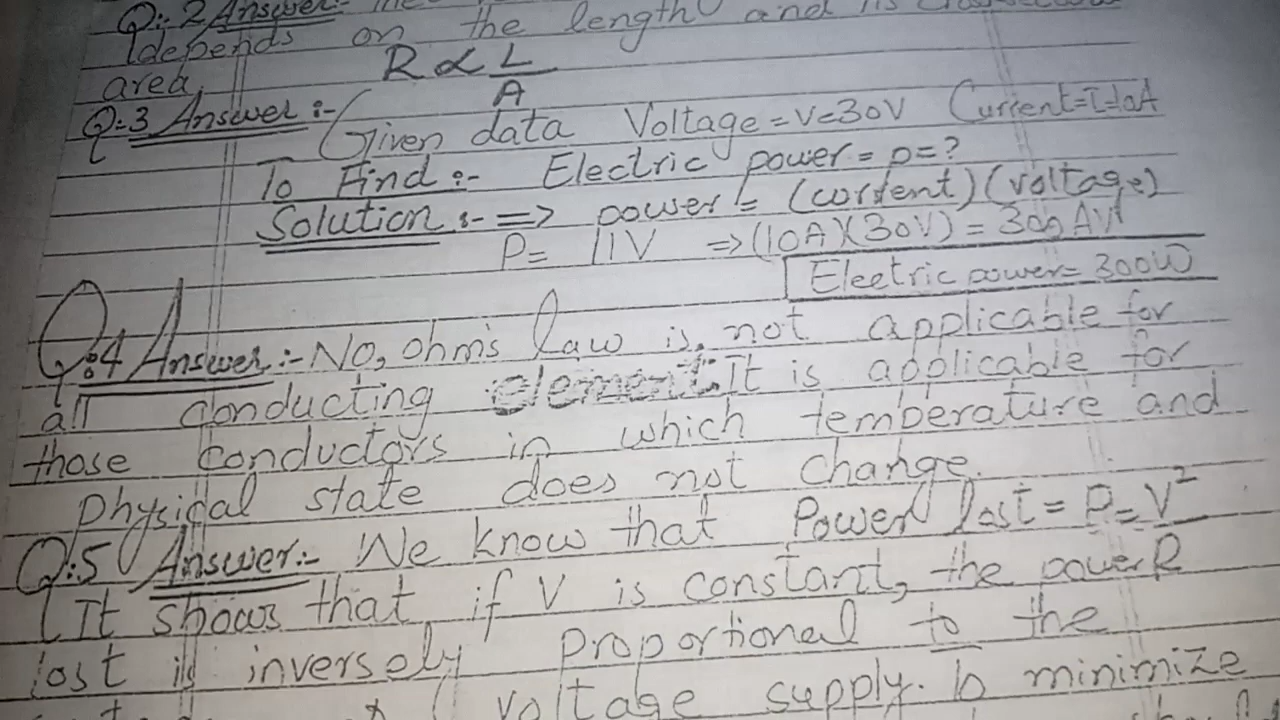 Q:2 Answer:- The
depends on the length and its
area.
R ∝ L/A
Q:3 Answer:- Given data Voltage=V=30V Current=I=10A
To Find:- Electric power=p=?
Solution:- => power= (corrent)(voltage)
P= IV =>(10A)(30V)=300AV
Electric power=300W
Q:4 Answer:- No, ohm's law is not applicable for
all conducting element. It is applicable for
those conductors in which temperature and
physical state does not change.
Q:5 Answer:- We know that Power lost=P=V²/R
It shows that if V is constant, the power
lost is inversely proportional to the
voltage supply. To minimize